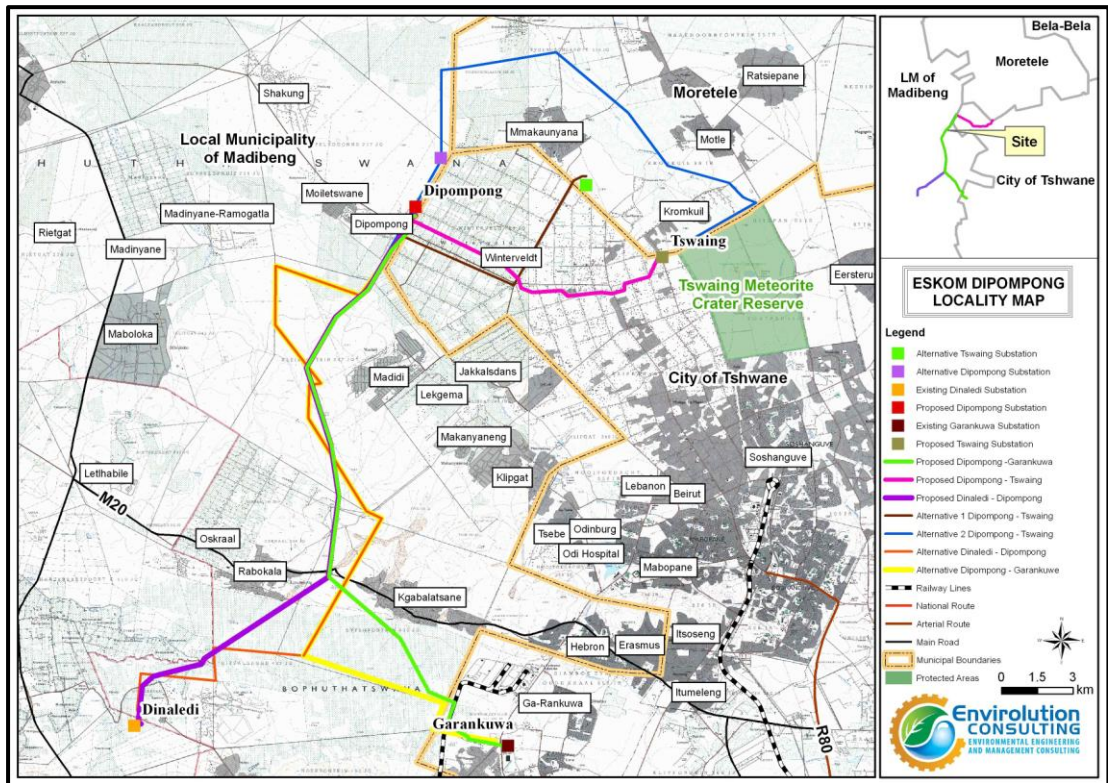 Shakung
Local Municipality
of Madibeng
Moretele
Ratsiepane
Mmakaunyana
Motle
Moiletswane
Dipompong
Madinyane-Ramogatla
Rietgat
Madinyane
Dipompong
Kromkuil
Winterveldt
Tswaing
Eersteru
Tswaing Meteorite
Crater Reserve
Maboloka
Madidi
Jakkalsdans
Lekgema
City of Tshwane
Makanyaneng
Klipgat
Soshanguve
SOSHANGUVE
Letlhabile
M20
Lebanon
Beirut
Oskraal
Tsebe
Odinburg
Odi Hospital
Mabopane
Rabokala
Kgabalatsane
Hebron
Erasmus
Itsoseng
BOPHUTHATSWANA
Itumeleng
Ga-Rankuwa
Dinaledi
Garankuwa
R80
Bela-Bela
Moretele
LM of
Madibeng
Site
City of Tshwane
ESKOM DIPOMPONG
LOCALITY MAP
Legend
Alternative Tswaing Substation
Alternative Dipompong Substation
Existing Dinaledi Substation
Proposed Dipompong Substation
Existing Garankuwa Substation
Proposed Tswaing Substation
Proposed Dipompong -Garankuwa
Proposed Dipompong - Tswaing
Proposed Dinaledi - Dipompong
Alternative 1 Dipompong - Tswaing
Alternative 2 Dipompong - Tswaing
Alternative Dinaledi - Dipompong
Alternative Dipompong - Garankuwe
Railway Lines
National Route
Arterial Route
Main Road
Municipal Boundaries
Protected Areas
0 1.5 3
km
Envirolution
CONSULTING
ENVIRONMENTAL ENGINEERING
AND MANAGEMENT CONSULTING